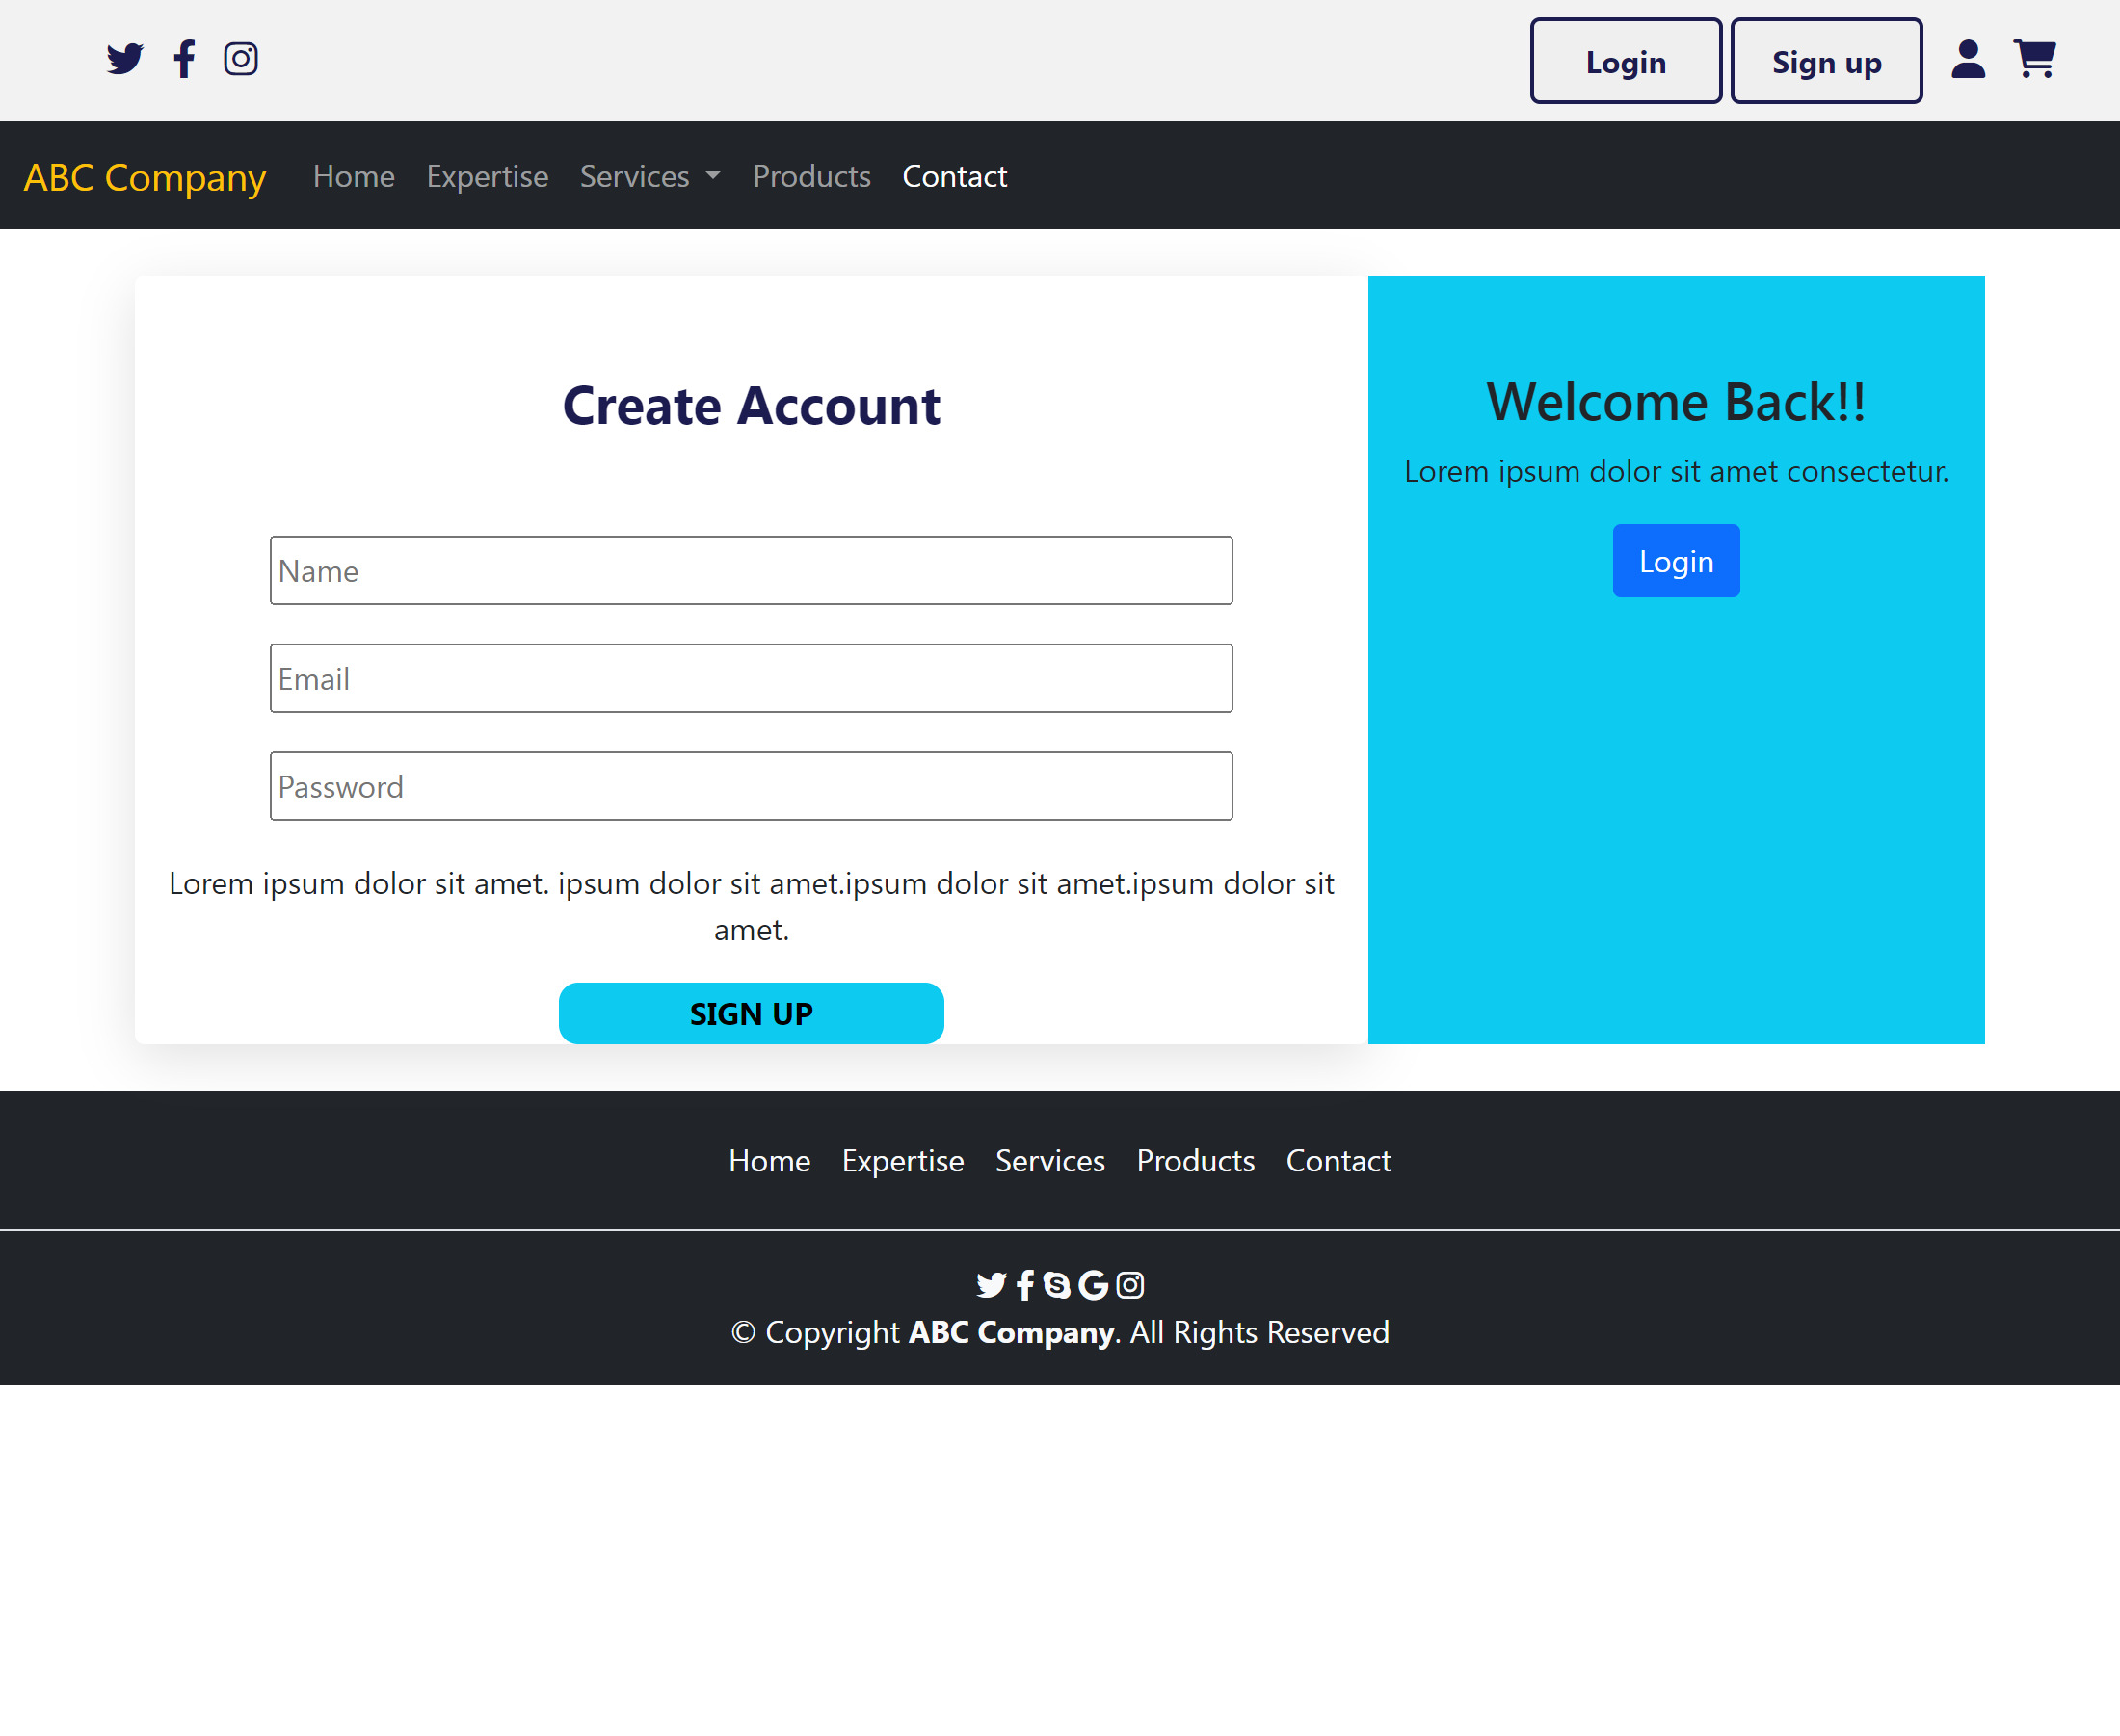 Login Sign up
ABC Company Home Expertise Services Products Contact
Create Account
Name
Email
Password
Lorem ipsum dolor sit amet. ipsum dolor sit amet.ipsum dolor sit amet.ipsum dolor sit
amet.
SIGN UP
Welcome Back!!
Lorem ipsum dolor sit amet consectetur.
Login
Home Expertise Services Products Contact
© Copyright ABC Company. All Rights Reserved